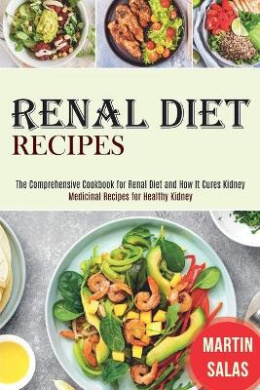 RENAL DIET
RECIPES
The Comprehensive Cookbook for Renal Diet and How It Cures Kidney
Medicinal Recipes for Healthy Kidney
MARTIN
SALAS